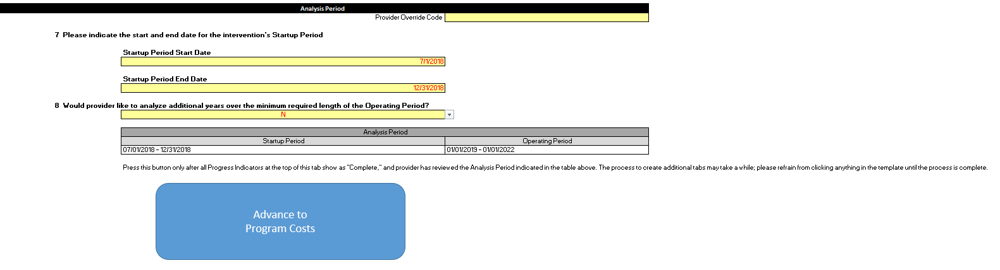 Analysis Period
Provider Override Code
7 Please indicate the start and end date for the intervention's Startup Period
Startup Period Start Date
7/1/2018
Startup Period End Date
12/31/2018
8 Would provider like to analyze additional years over the minimum required length of the Operating Period?
N
Analysis Period
Startup Period Operating Period
07/01/2018 - 12/31/2018 01/01/2019 - 01/01/2022
Press this button only after all Progress Indicators at the top of this tab show as "Complete," and provider has reviewed the Analysis Period indicated in the table above. The process to create additional tabs may take a while; please refrain from clicking anything in the template until the process is complete.
Advance to
Program Costs